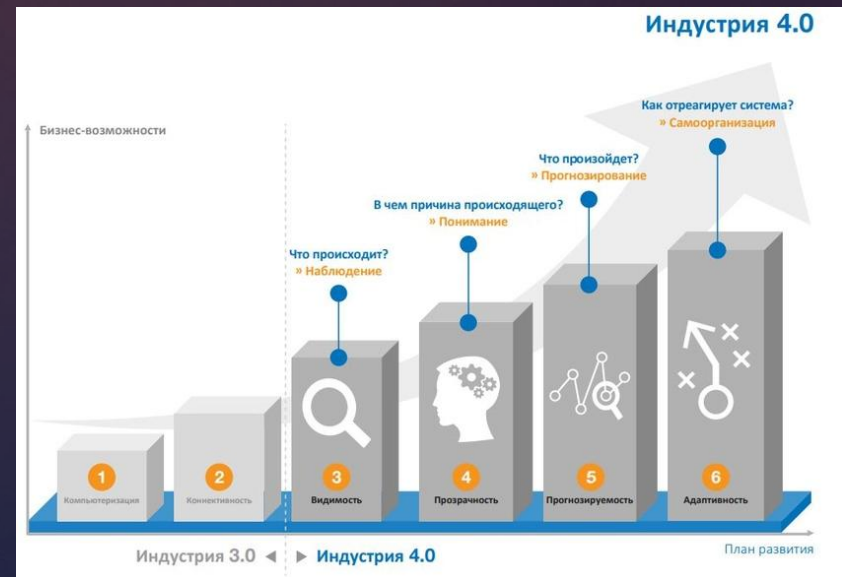 Индустрия 4.0
Бизнес-возможности
Как отреагирует система?
» Самоорганизация
Что произойдет?
» Прогнозирование
В чем причина происходящего?
» Понимание
Что происходит?
» Наблюдение
1
2
3
4
5
6
Компьютеризация
Коннективность
Видимость
Прозрачность
Прогнозируемость
Адаптивность
Индустрия 3.0 ◄ ► Индустрия 4.0
План развития